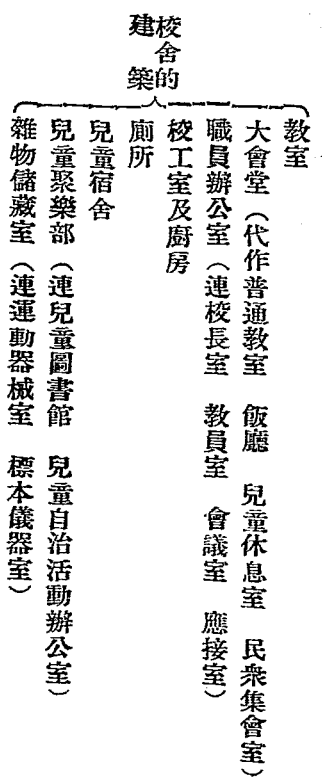 校舍的
建築
教室
大會堂（代作普通教室　飯廳　兒童休息室　民衆集會室）
職員辦公室（連校長室　教員室　會議室　應接室）
校工室及廚房
廁所
兒童宿舍
兒童聚樂部（連兒童圖書館　兒童自治活動辦公室）
雜物儲藏室（連運動器械室　標本儀器室）